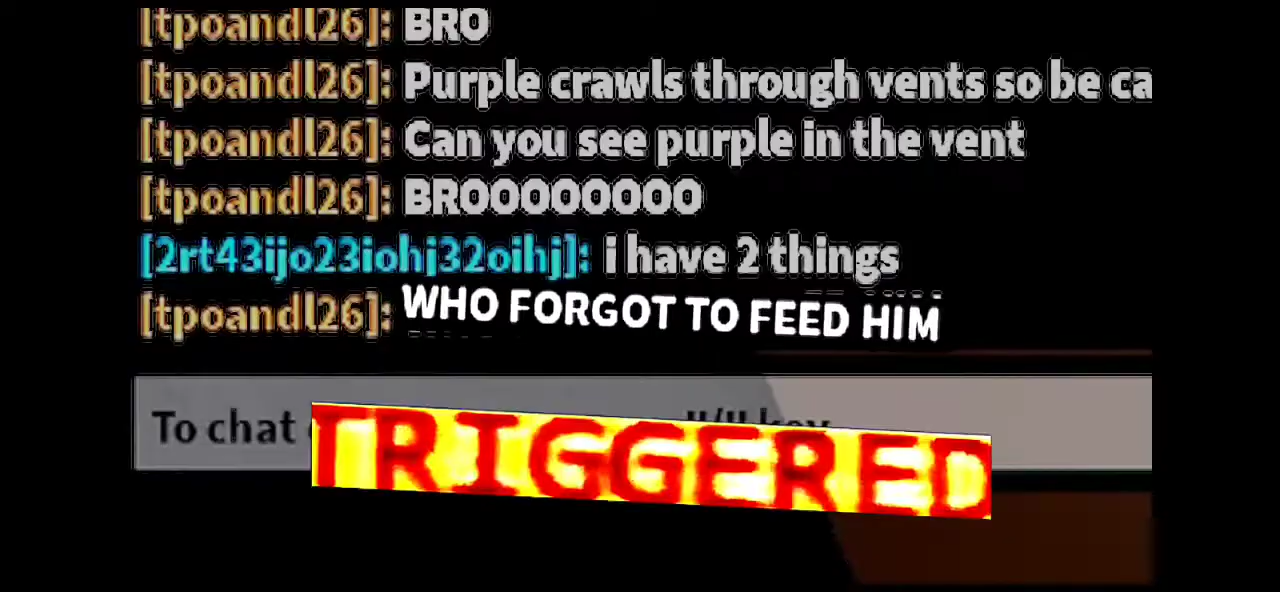 [tpoandl26]: BRO
[tpoandl26]: Purple crawls through vents so be ca
[tpoandl26]: Can you see purple in the vent
[tpoandl26]: BROOOOOOOO
[2rt43ijo23iohj32oihj]: i have 2 things
[tpoandl26]: WHO FORGOT TO FEED HIM
To chat "/" key
TRIGGERED